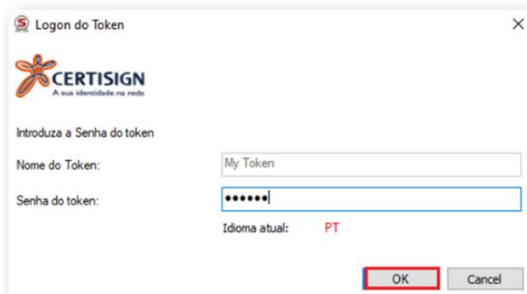 Logon do Token
CERTISIGN
A sua identidade na rede
Introduza a Senha do token
Nome do Token: My Token
Senha do token: ••••••
Idioma atual: PT
OK Cancel